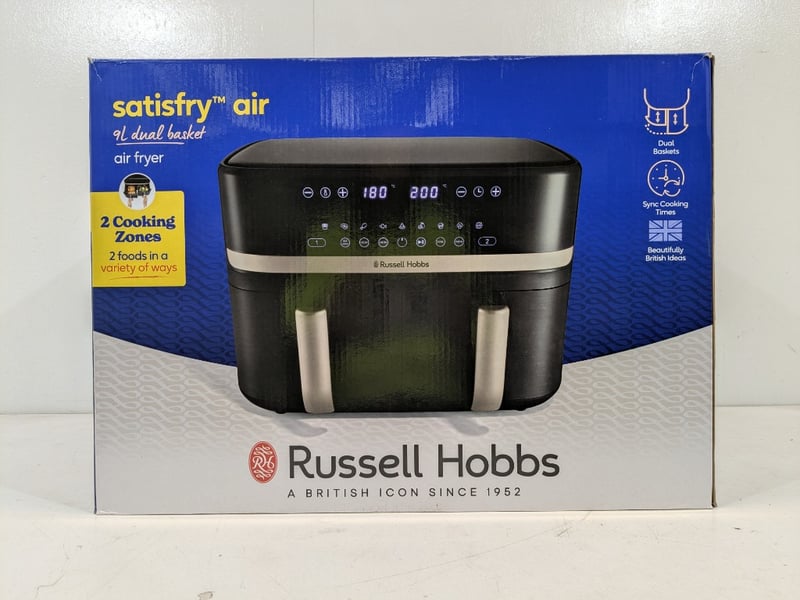 satisfry™ air
9L dual basket
air fryer
2 Cooking
Zones
2 foods in a
variety of ways
180 °C 200 °C
1 2
Russell Hobbs
Dual
Baskets
Sync Cooking
Times
Beautifully
British Ideas
RH Russell Hobbs
A BRITISH ICON SINCE 1952